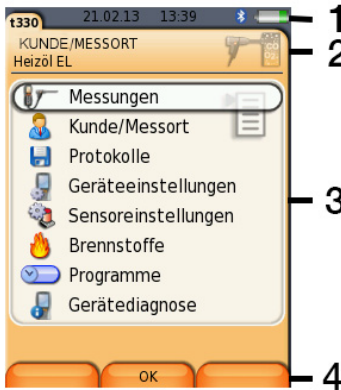 t330 21.02.13 13:39 1
KUNDE/MESSORT 2
Heizöl EL
Messungen
Kunde/Messort
Protokolle
Geräteeinstellungen
Sensoreinstellungen 3
Brennstoffe
Programme
Gerätediagnose
OK 4